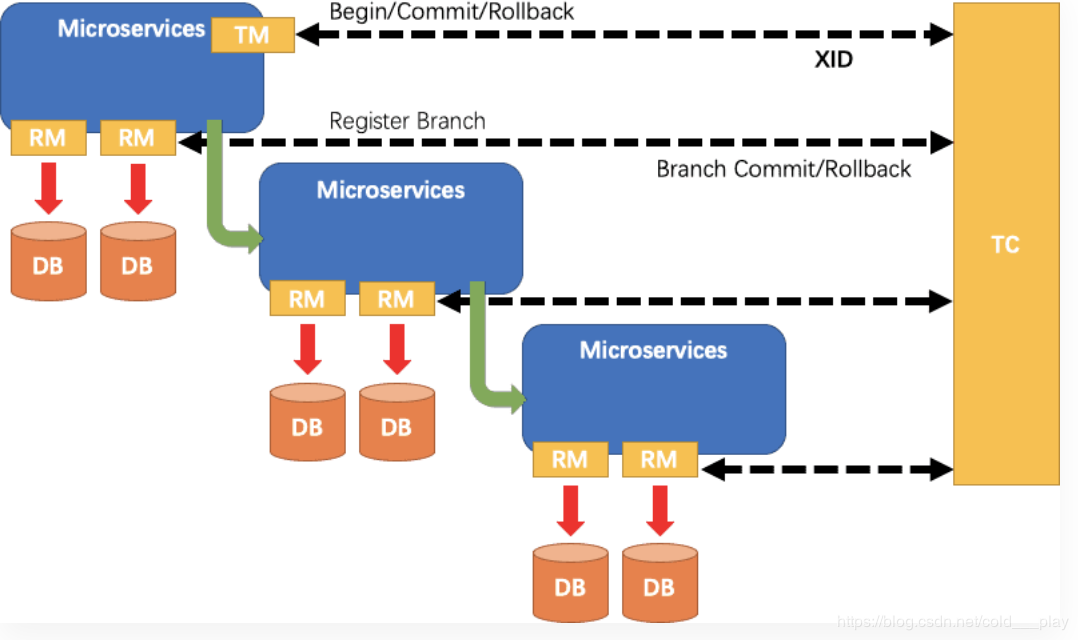 Begin/Commit/Rollback
Microservices
TM
XID
Register Branch
RM
RM
Branch Commit/Rollback
Microservices
TC
DB
DB
RM
RM
Microservices
DB
DB
RM
RM
DB
DB
https://blog.csdn.net/cold___play